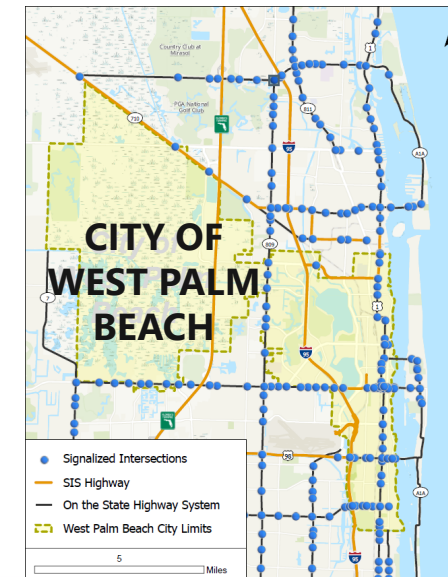 Country Club at
Mirasol
1
PGA National
Golf Club
811
710
95
A1A
809
CITY OF
WEST PALM
BEACH
7
1
95
98
A1A
95
Signalized Intersections
SIS Highway
On the State Highway System
West Palm Beach City Limits
5
Miles